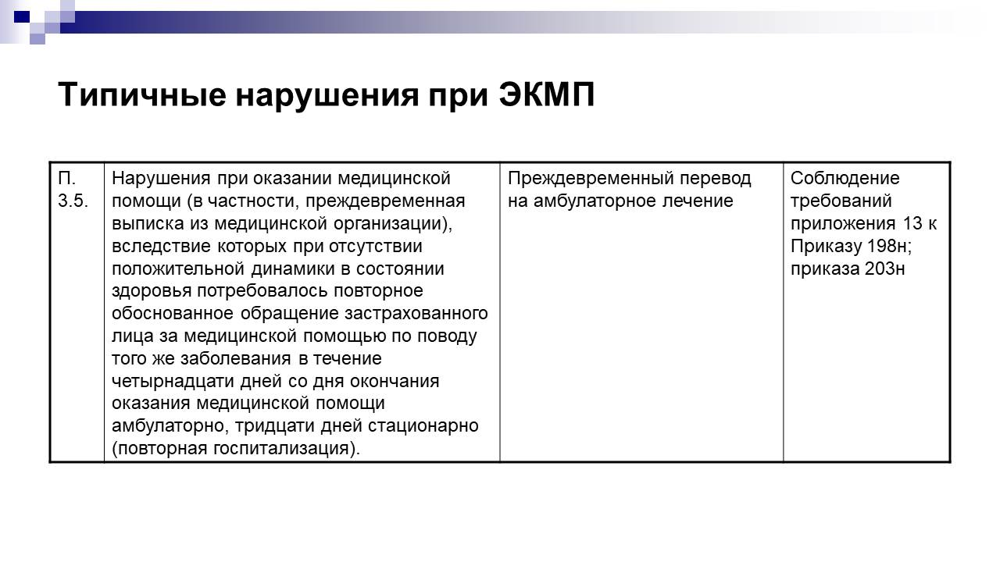 Типичные нарушения при ЭКМП
П.
3.5.
Нарушения при оказании медицинской
помощи (в частности, преждевременная
выписка из медицинской организации),
вследствие которых при отсутствии
положительной динамики в состоянии
здоровья потребовалось повторное
обоснованное обращение застрахованного
лица за медицинской помощью по поводу
того же заболевания в течение
четырнадцати дней со дня окончания
оказания медицинской помощи
амбулаторно, тридцати дней стационарно
(повторная госпитализация).
Преждевременный перевод
на амбулаторное лечение
Соблюдение
требований
приложения 13 к
Приказу 198н;
приказа 203н